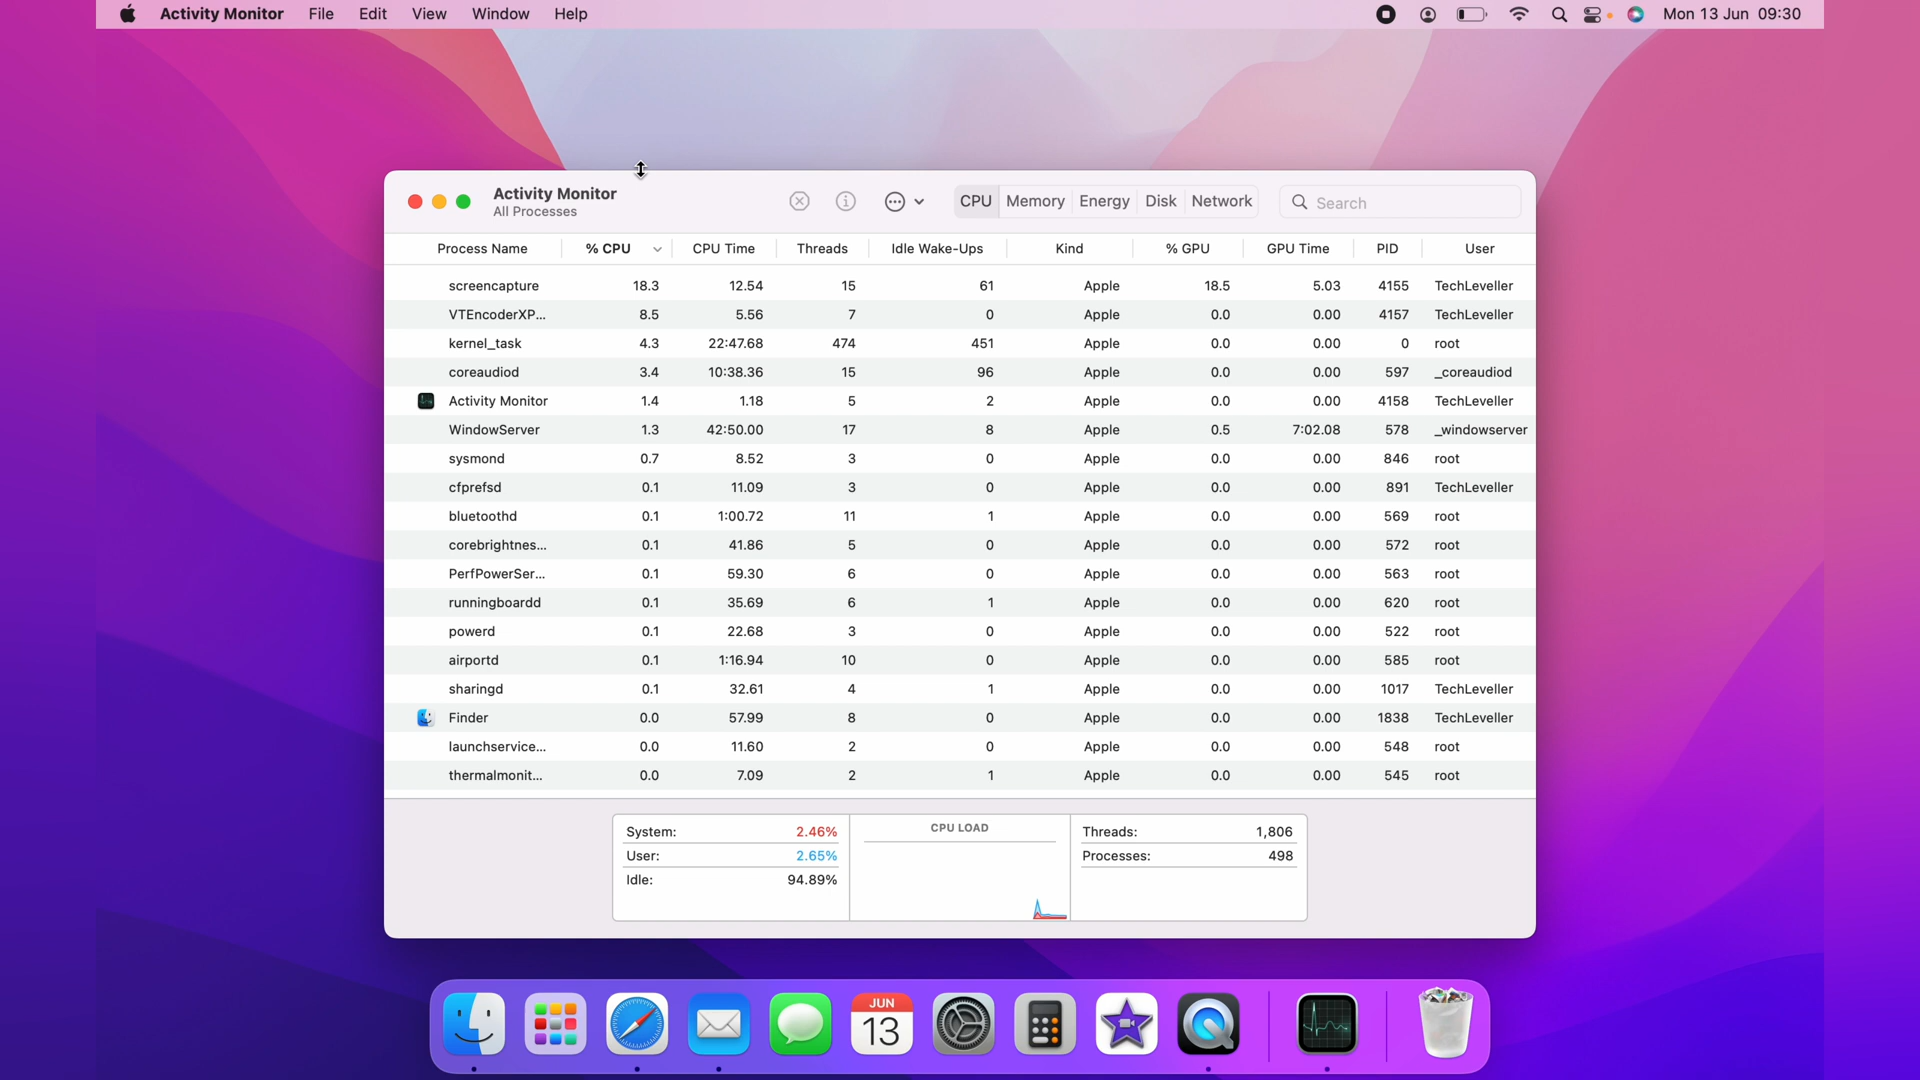 Activity Monitor File Edit View Window Help Mon 13 Jun 09:30
Activity Monitor
All Processes
CPU Memory Energy Disk Network Search
Process Name % CPU CPU Time Threads Idle Wake-Ups Kind % GPU GPU Time PID User
screencapture 18.3 12.54 15 61 Apple 18.5 5.03 4155 TechLeveller
VTEncoderXP... 8.5 5.56 7 0 Apple 0.0 0.00 4157 TechLeveller
kernel_task 4.3 22:47.68 474 451 Apple 0.0 0.00 0 root
coreaudiod 3.4 10:38.36 15 96 Apple 0.0 0.00 597 _coreaudiod
Activity Monitor 1.4 1.18 5 2 Apple 0.0 0.00 4158 TechLeveller
WindowServer 1.3 42:50.00 17 8 Apple 0.5 7:02.08 578 _windowserver
sysmond 0.7 8.52 3 0 Apple 0.0 0.00 846 root
cfprefsd 0.1 11.09 3 0 Apple 0.0 0.00 891 TechLeveller
bluetoothd 0.1 1:00.72 11 1 Apple 0.0 0.00 569 root
corebrightnes... 0.1 41.86 5 0 Apple 0.0 0.00 572 root
PerfPowerSer... 0.1 59.30 6 0 Apple 0.0 0.00 563 root
runningboardd 0.1 35.69 6 1 Apple 0.0 0.00 620 root
powerd 0.1 22.68 3 0 Apple 0.0 0.00 522 root
airportd 0.1 1:16.94 10 0 Apple 0.0 0.00 585 root
sharingd 0.1 32.61 4 1 Apple 0.0 0.00 1017 TechLeveller
Finder 0.0 57.99 8 0 Apple 0.0 0.00 1838 TechLeveller
launchservice... 0.0 11.60 2 0 Apple 0.0 0.00 548 root
thermalmonit... 0.0 7.09 2 1 Apple 0.0 0.00 545 root
System: 2.46% CPU LOAD Threads: 1,806
User: 2.65% Processes: 498
Idle: 94.89%
JUN
13